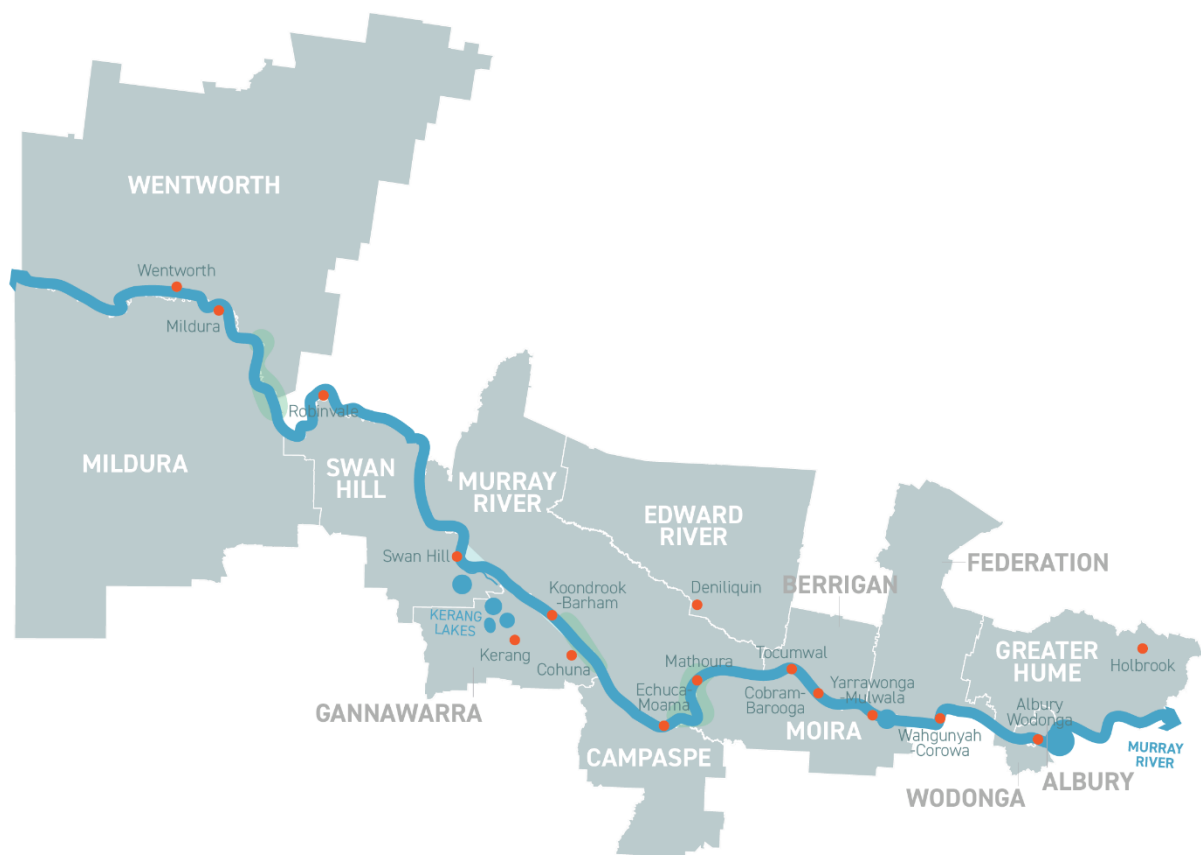 WENTWORTH
Wentworth
Mildura
Robinvale
MILDURA
SWAN
HILL
MURRAY
RIVER
EDWARD
RIVER
Swan Hill
FEDERATION
BERRIGAN
Deniliquin
Koondrook
-Barham
KERANG
LAKES
Kerang
Cohuna
Mathoura
Tocumwal
GREATER
HUME
Holbrook
Echuca-
Moama
Cobram-
Barooga
Yarrawonga
-Mulwala
Albury
Wodonga
GANNAWARRA
CAMPASPE
MOIRA
Wahgunyah
-Corowa
MURRAY
RIVER
ALBURY
WODONGA